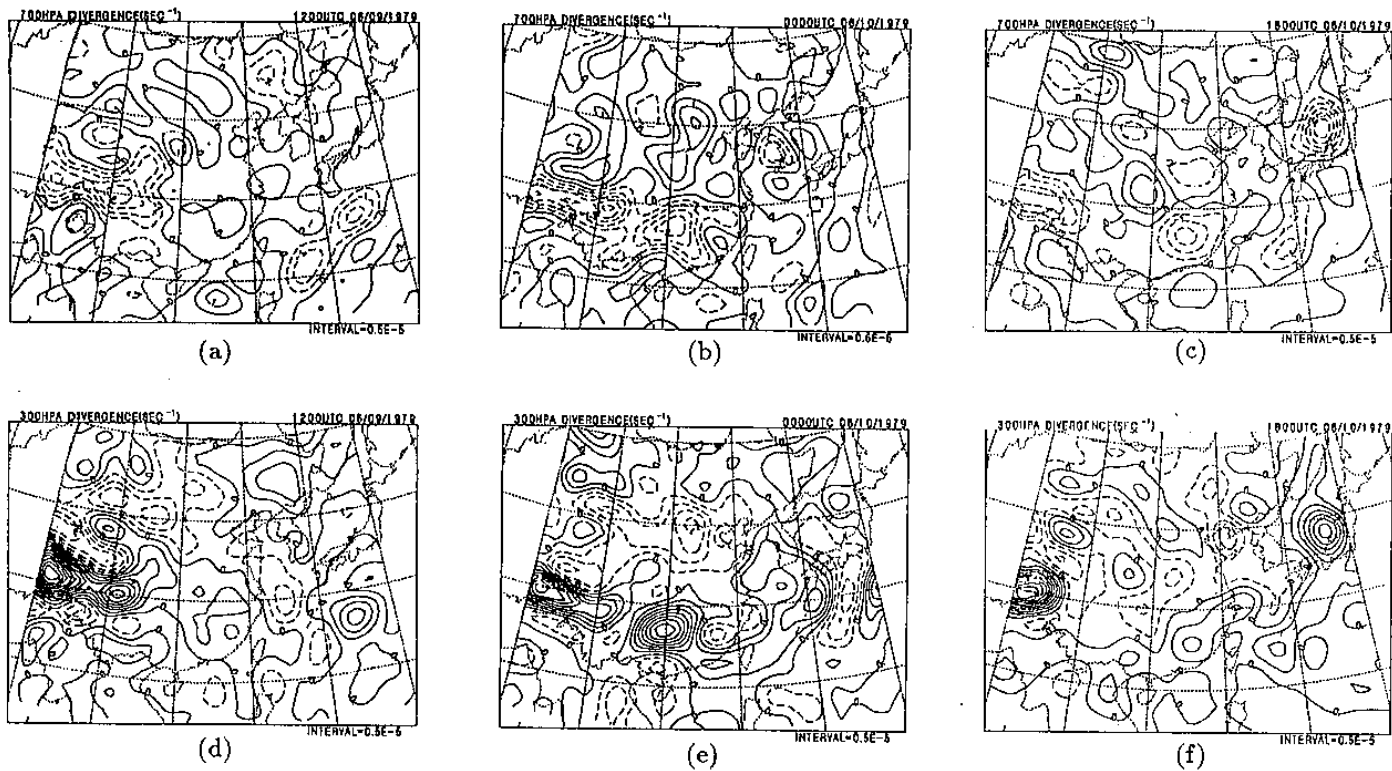 700HPA DIVERGENCE(SEC⁻¹) 1200UTC 06/09/1979
700HPA DIVERGENCE(SEC⁻¹) 0000UTC 06/10/1979
700HPA DIVERGENCE(SEC⁻¹) 1800UTC 06/10/1979
INTERVAL=0.5E-5
INTERVAL=0.5E-5
INTERVAL=0.5E-5
(a)
(b)
(c)
300HPA DIVERGENCE(SEC⁻¹) 1200UTC 06/09/1979
300HPA DIVERGENCE(SEC⁻¹) 0000UTC 06/10/1979
300HPA DIVERGENCE(SEC⁻¹) 1800UTC 06/10/1979
INTERVAL=0.5E-5
INTERVAL=0.5E-5
INTERVAL=0.5E-5
(d)
(e)
(f)